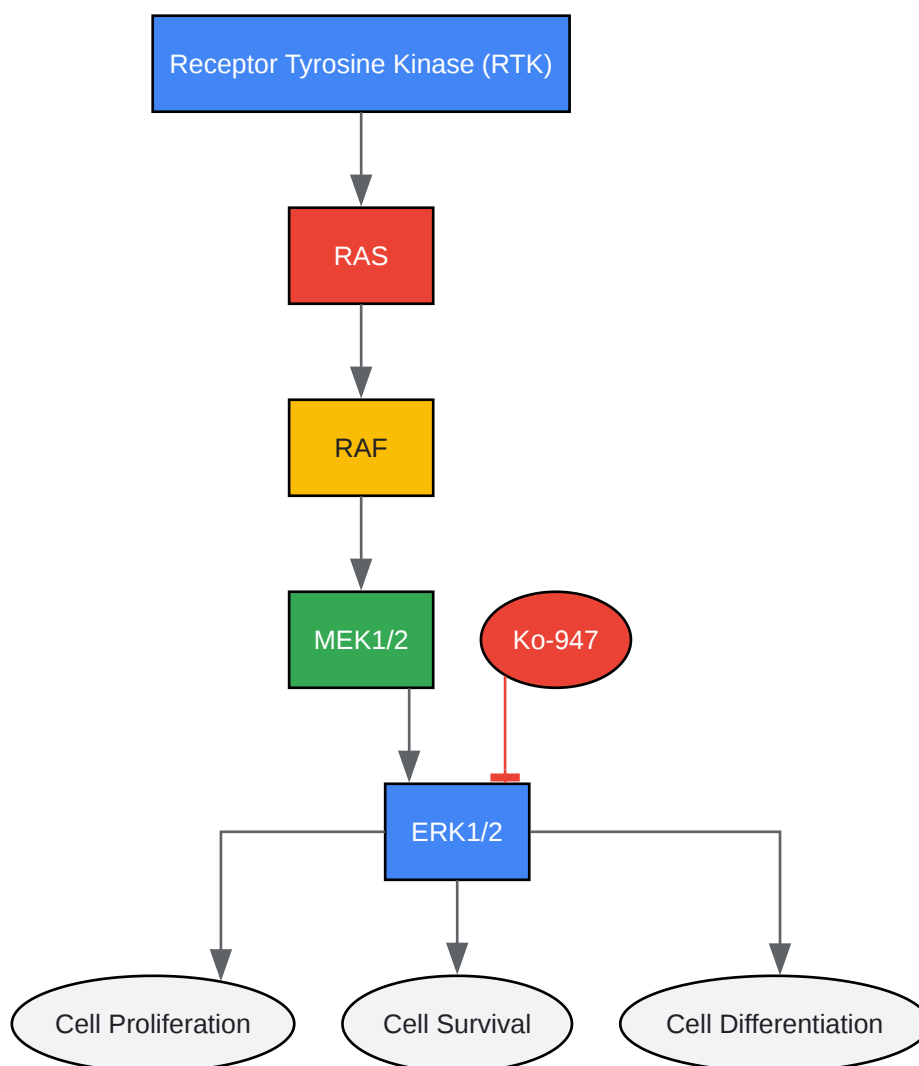 Receptor Tyrosine Kinase (RTK)
RAS
RAF
MEK1/2
Ko-947
ERK1/2
Cell Proliferation
Cell Survival
Cell Differentiation